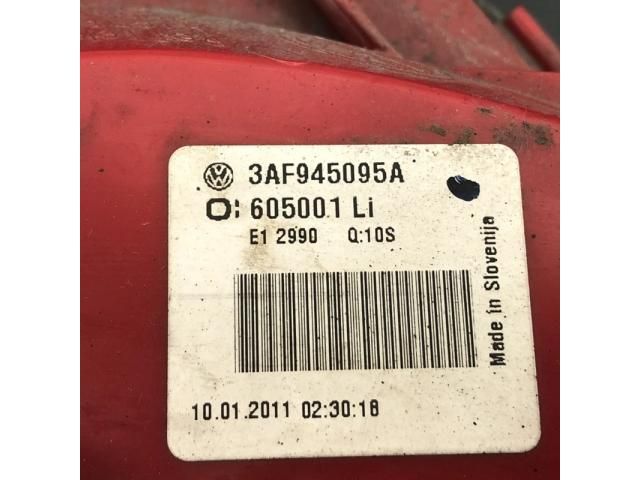 3AF945095A
605001 Li
E1 2990 Q:10S
Made in Slovenija
10.01.2011 02:30:18